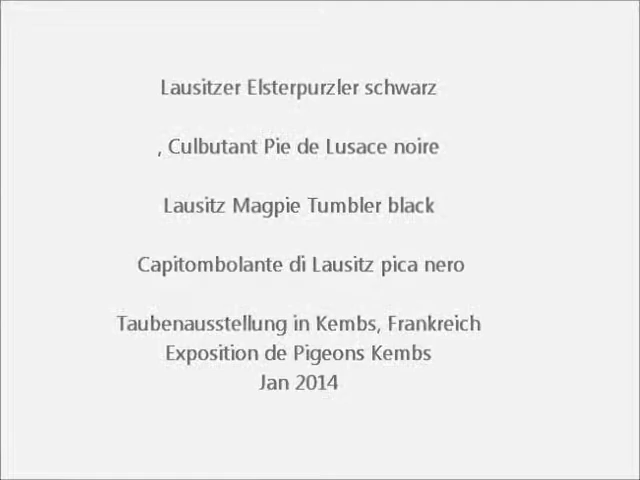 Lausitzer Elsterpurzler schwarz
, Culbutant Pie de Lusace noire
Lausitz Magpie Tumbler black
Capitombolante di Lausitz pica nero
Taubenausstellung in Kembs, Frankreich
Exposition de Pigeons Kembs
Jan 2014